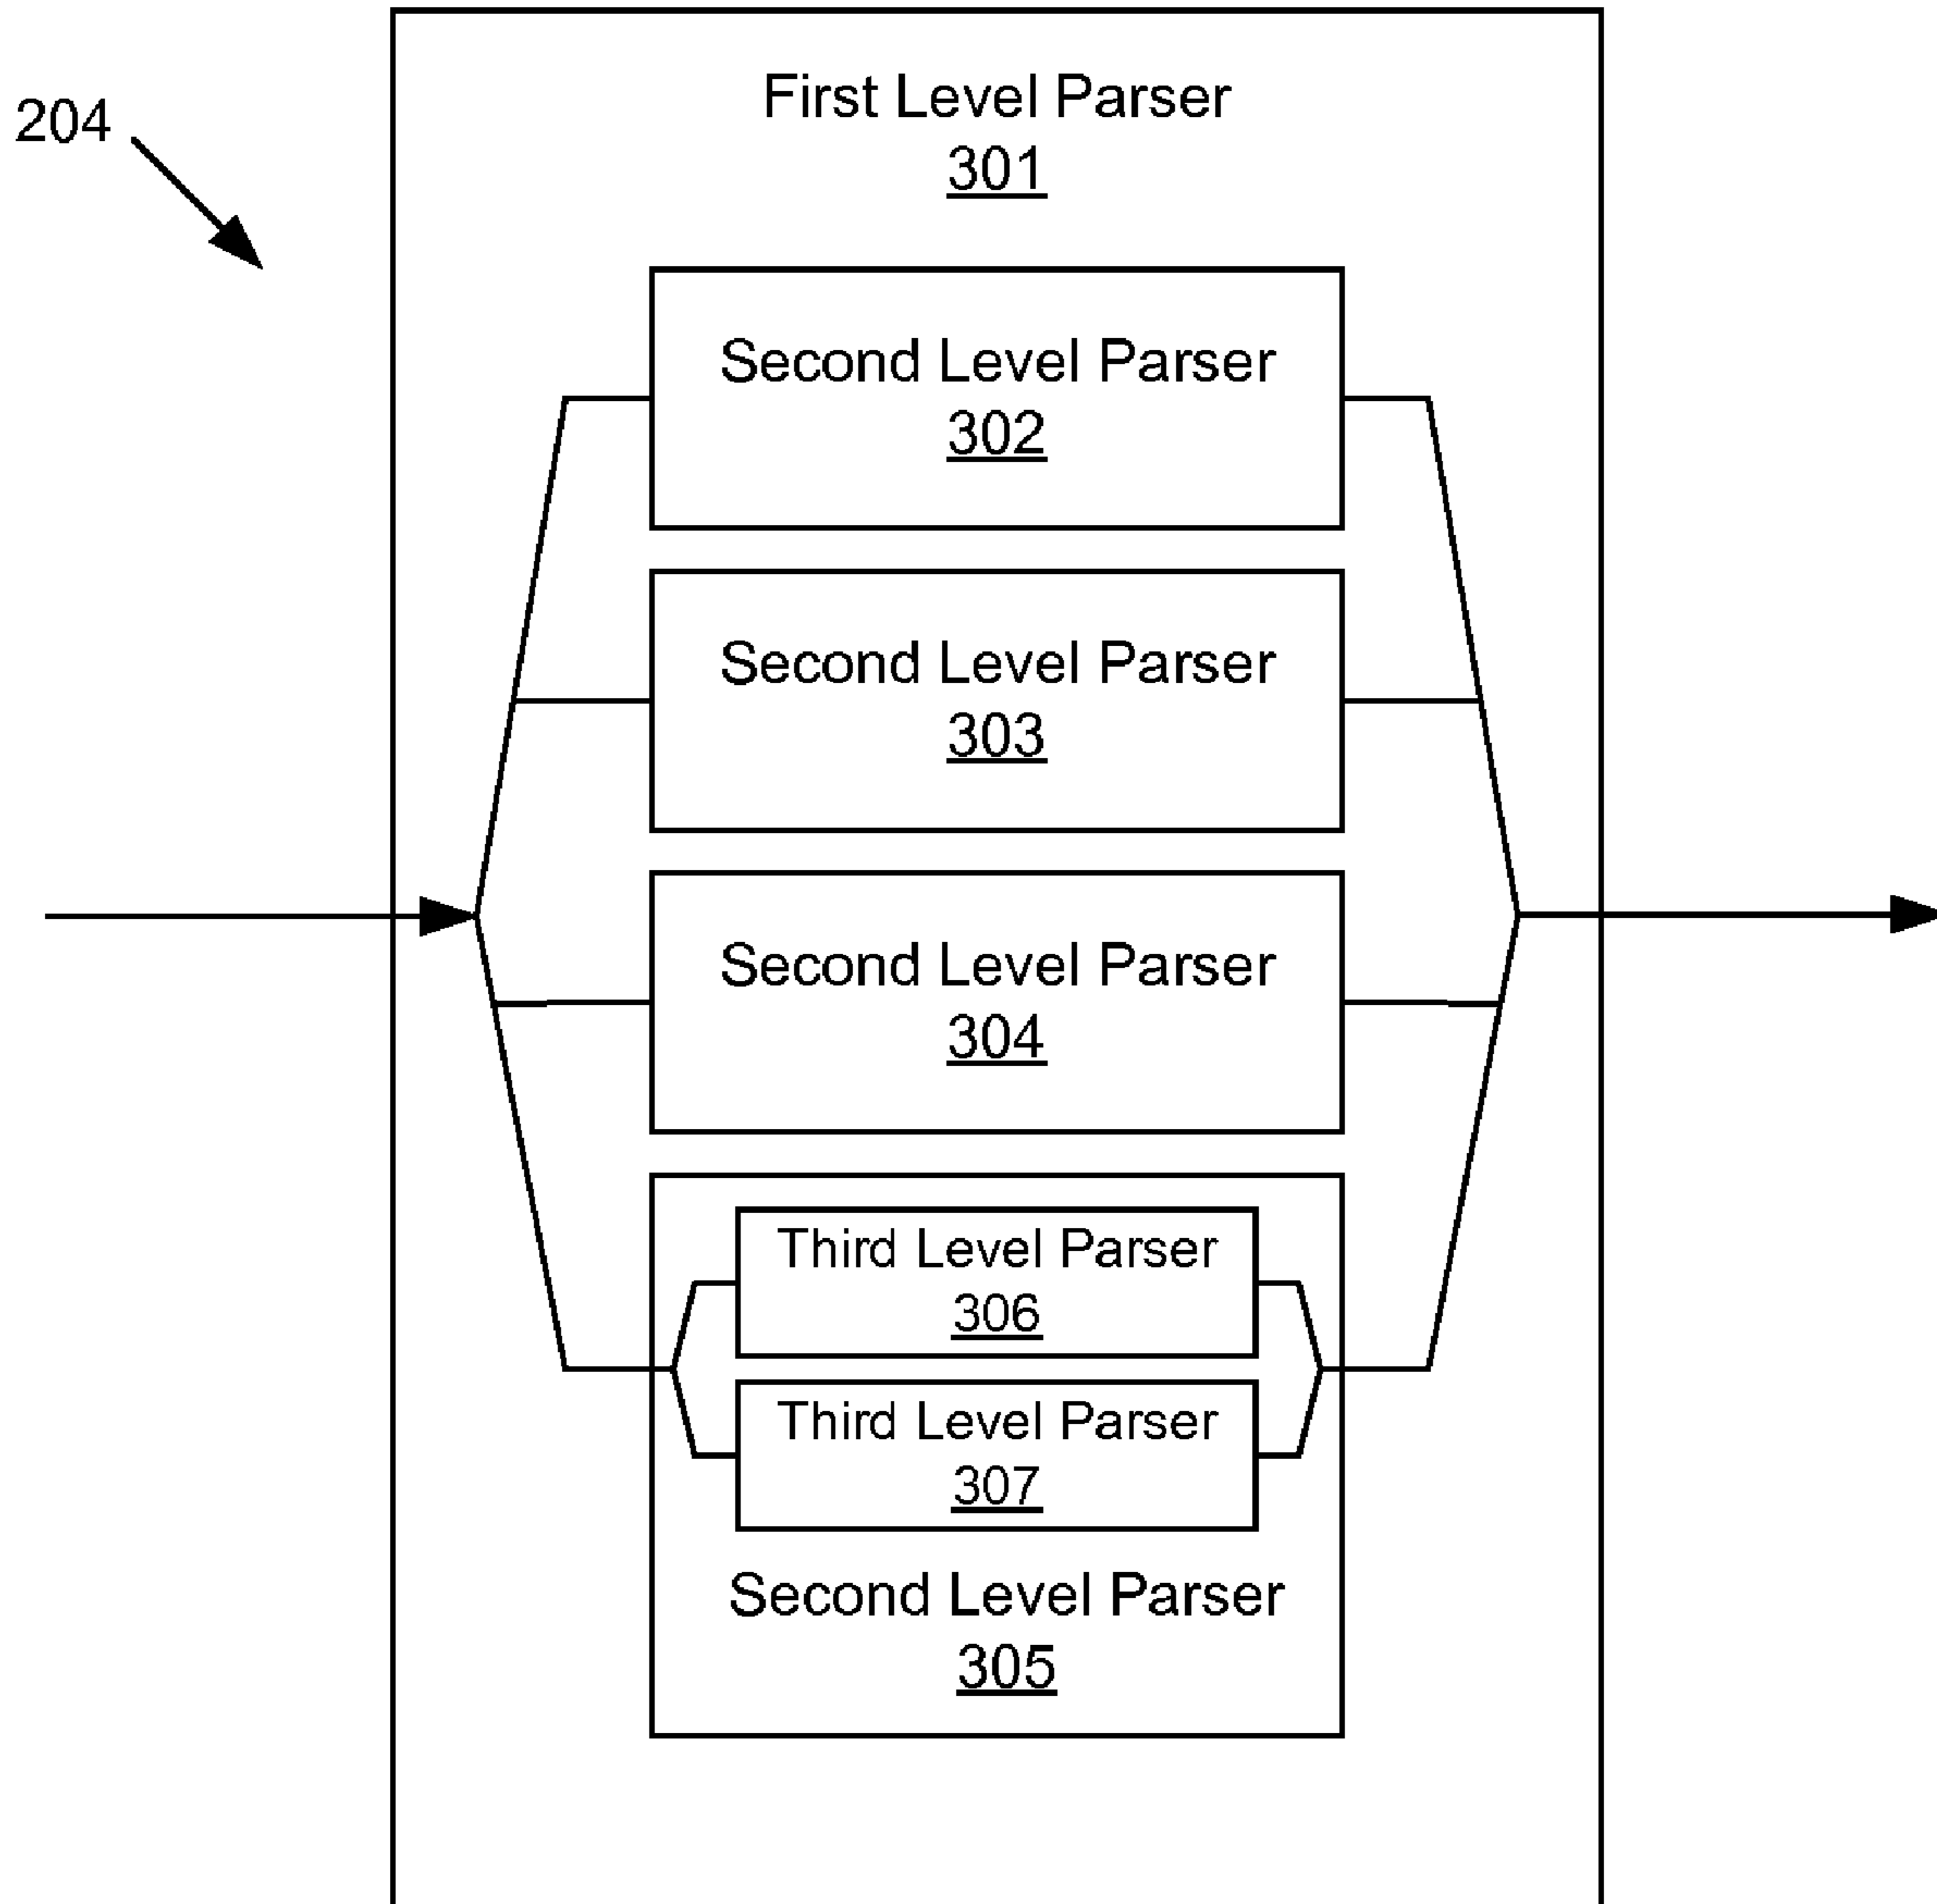 First Level Parser
301
204
Second Level Parser
302
Second Level Parser
303
Second Level Parser
304
Third Level Parser
306
Third Level Parser
307
Second Level Parser
305